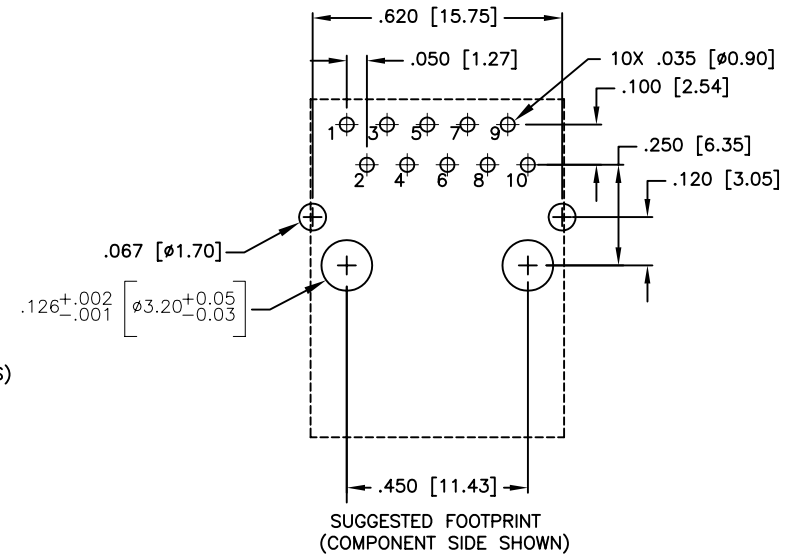 .620 [15.75]
.050 [1.27]
10X .035 [ø0.90]
.100 [2.54]
1 3 5 7 9
.250 [6.35]
2 4 6 8 10
.120 [3.05]
.067 [ø1.70]
.126+.002 -.001 [ø3.20+0.05 -0.03]
S)
.450 [11.43]
SUGGESTED FOOTPRINT
(COMPONENT SIDE SHOWN)